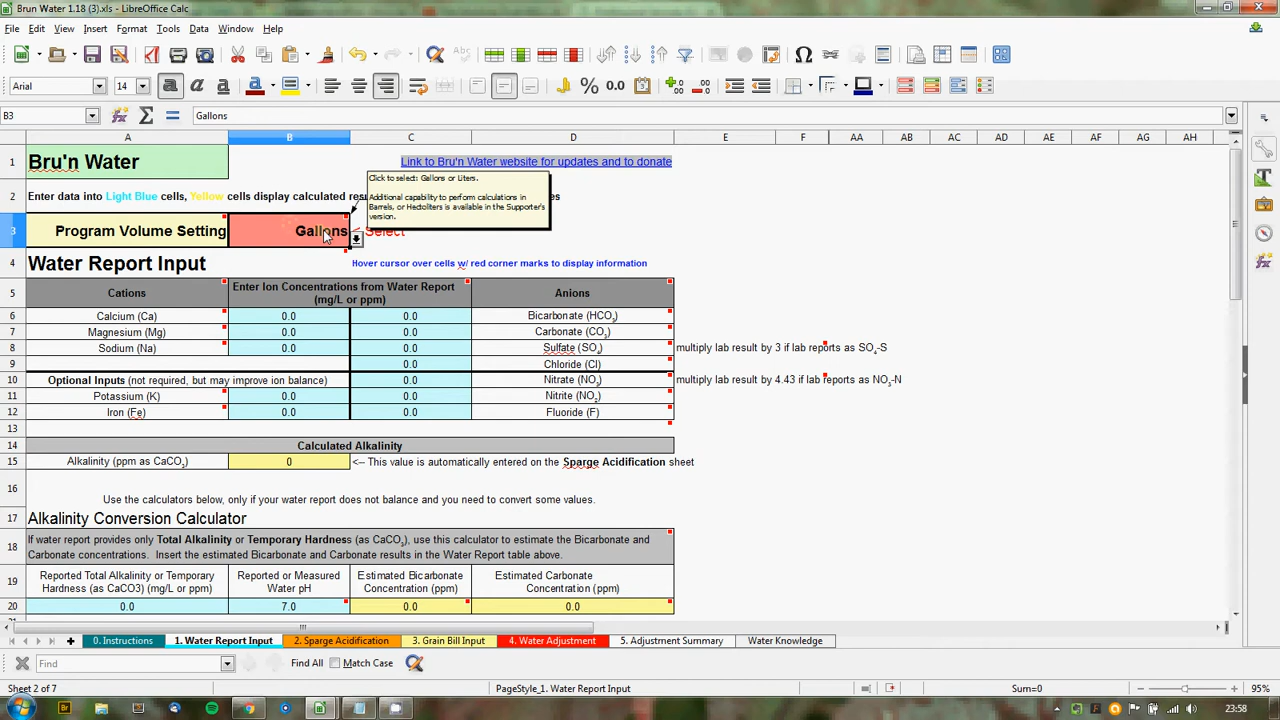 Brun Water 1.18 (3).xls - LibreOffice Calc
File Edit View Insert Format Tools Data Window Help
Arial 14
B3 Gallons
A B C D E F AA AB AC AD AE AF AG AH
1 Bru'n Water Link to Bru'n Water website for updates and to donate
Click to select: Gallons or Liters.
2 Enter data into Light Blue cells, Yellow cells display calculated res
Additional capability to perform calculations in
Barrels, or Hectoliters is available in the Supporter's
version.
3 Program Volume Setting Gallons < Select
4 Water Report Input Hover cursor over cells w/ red corner marks to display information
5 Cations Enter Ion Concentrations from Water Report (mg/L or ppm) Anions
6 Calcium (Ca) 0.0 0.0 Bicarbonate (HCO3)
7 Magnesium (Mg) 0.0 0.0 Carbonate (CO3)
8 Sodium (Na) 0.0 0.0 Sulfate (SO4) multiply lab result by 3 if lab reports as SO4-S
9 0.0 Chloride (Cl)
10 Optional Inputs (not required, but may improve ion balance) 0.0 Nitrate (NO3) multiply lab result by 4.43 if lab reports as NO3-N
11 Potassium (K) 0.0 0.0 Nitrite (NO2)
12 Iron (Fe) 0.0 0.0 Fluoride (F)
13
14 Calculated Alkalinity
15 Alkalinity (ppm as CaCO3) 0 <-- This value is automatically entered on the Sparge Acidification sheet
16 Use the calculators below, only if your water report does not balance and you need to convert some values.
17 Alkalinity Conversion Calculator
18 If water report provides only Total Alkalinity or Temporary Hardness (as CaCO3), use this calculator to estimate the Bicarbonate and
Carbonate concentrations. Insert the estimated Bicarbonate and Carbonate results in the Water Report table above.
19 Reported Total Alkalinity or Temporary Hardness (as CaCO3) (mg/L or ppm) Reported or Measured Water pH Estimated Bicarbonate Concentration (ppm) Estimated Carbonate Concentration (ppm)
20 0.0 7.0 0.0 0.0
0. Instructions 1. Water Report Input 2. Sparge Acidification 3. Grain Bill Input 4. Water Adjustment 5. Adjustment Summary Water Knowledge
Find Find All Match Case
Sheet 2 of 7 PageStyle_1. Water Report Input Sum=0 95%
23:58